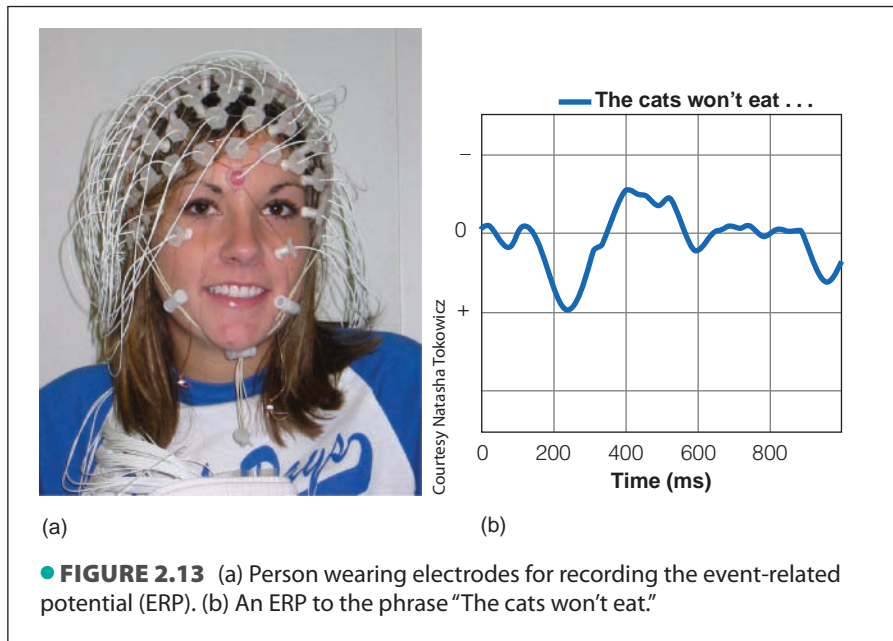 The cats won't eat . . .
–
0
+
0 200 400 600 800
Time (ms)
Courtesy Natasha Tokowicz
Days
(a)
(b)
● FIGURE 2.13 (a) Person wearing electrodes for recording the event-related
potential (ERP). (b) An ERP to the phrase “The cats won't eat.”